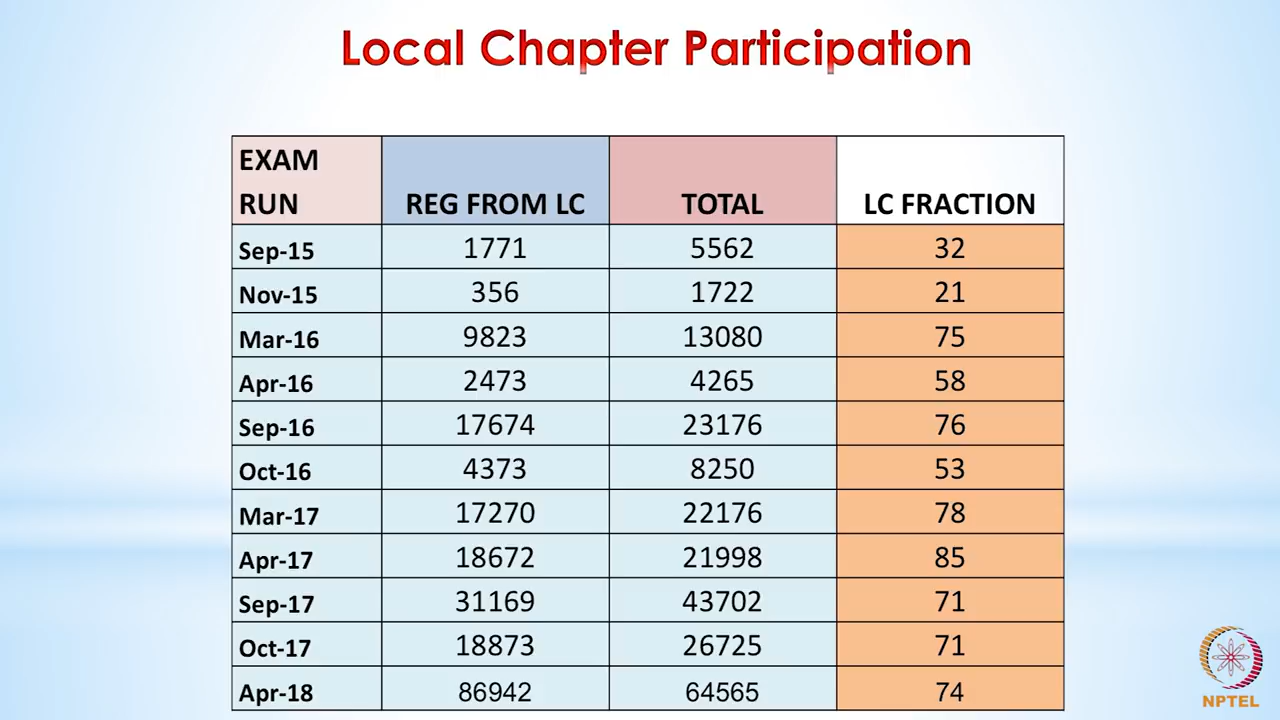 Local Chapter Participation
EXAM RUN REG FROM LC TOTAL LC FRACTION
Sep-15 1771 5562 32
Nov-15 356 1722 21
Mar-16 9823 13080 75
Apr-16 2473 4265 58
Sep-16 17674 23176 76
Oct-16 4373 8250 53
Mar-17 17270 22176 78
Apr-17 18672 21998 85
Sep-17 31169 43702 71
Oct-17 18873 26725 71
Apr-18 86942 64565 74
NPTEL